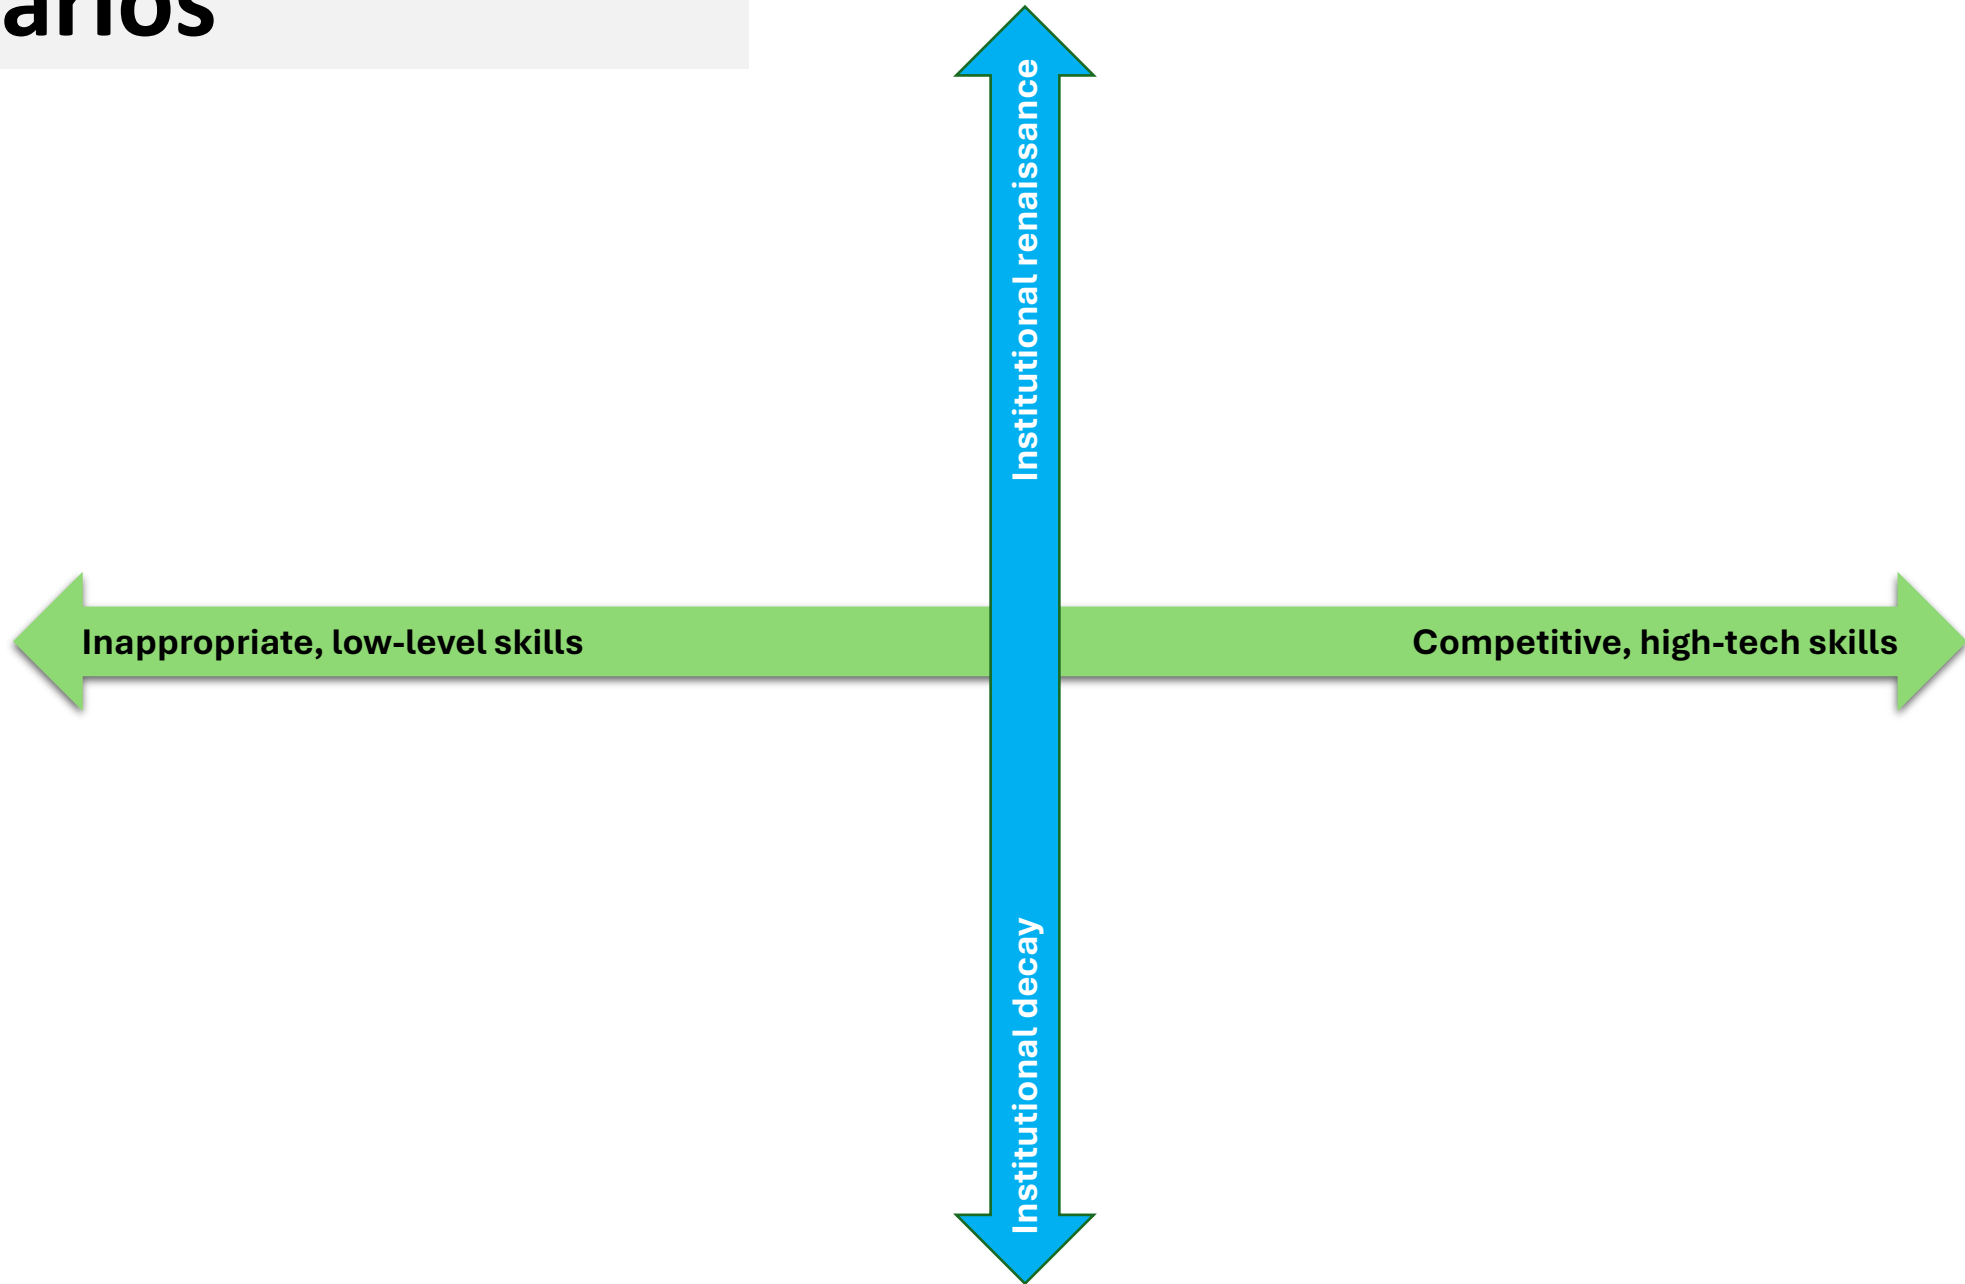 arios
Institutional renaissance
Inappropriate, low-level skills
Competitive, high-tech skills
Institutional decay